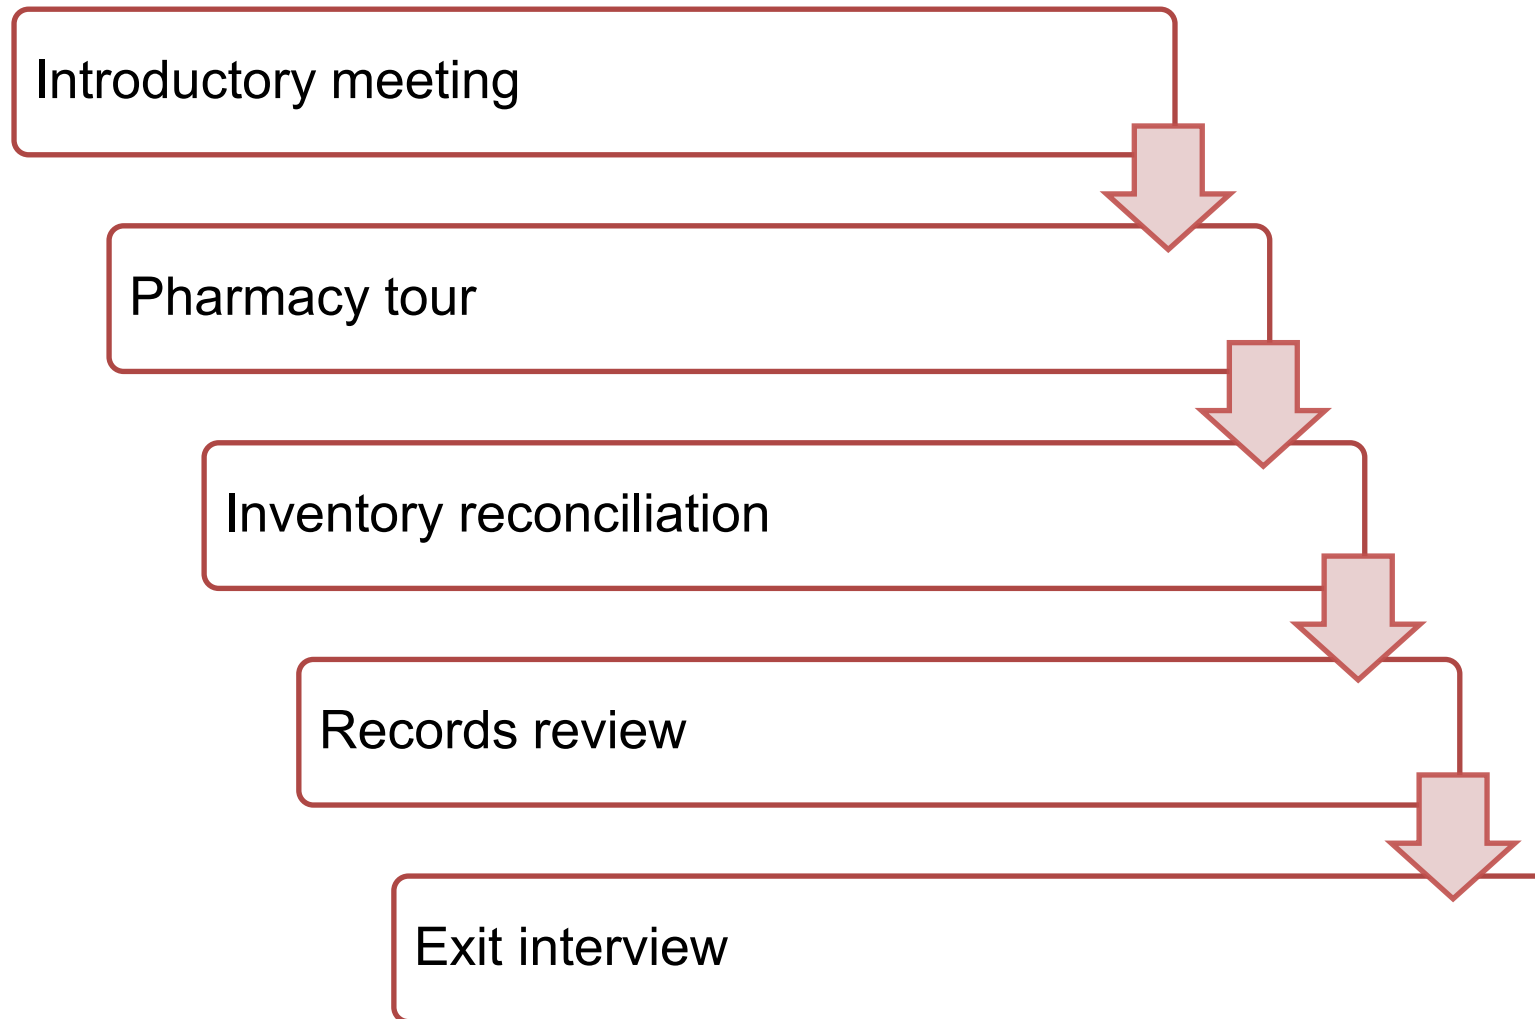 Introductory meeting
Pharmacy tour
Inventory reconciliation
Records review
Exit interview